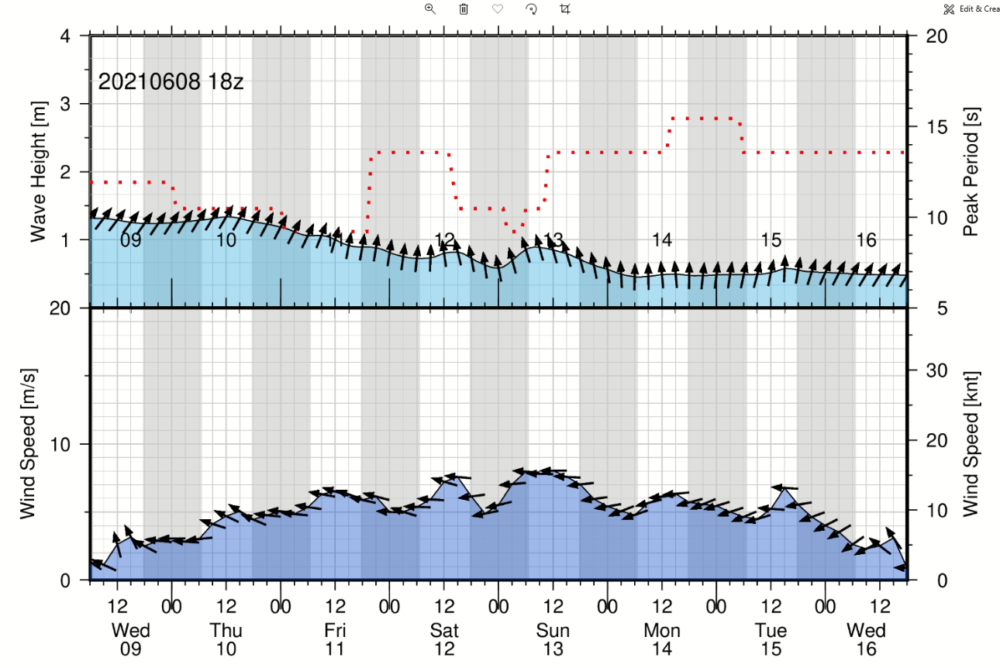 Edit & Crea
4
20
20210608 18z
3
15
2
10
1
09 10 11 12 13 14 15 16
Wave Height [m]
Peak Period [s]
20
5
30
10
20
10
0
0
Wind Speed [m/s]
Wind Speed [knt]
12 00 12 00 12 00 12 00 12 00 12 00 12 00 12
Wed Thu Fri Sat Sun Mon Tue Wed
09 10 11 12 13 14 15 16